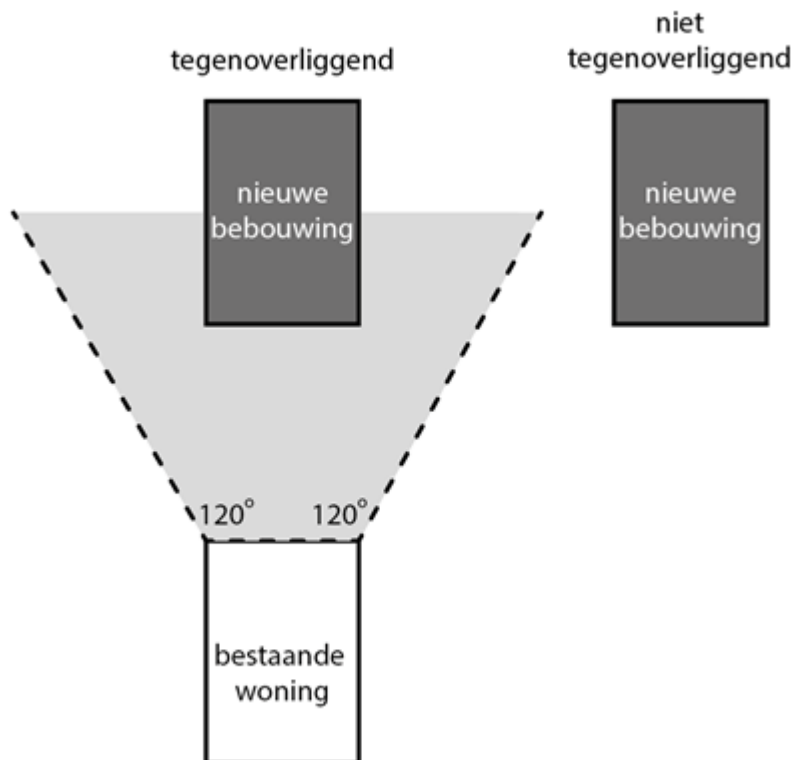 tegenoverliggend
niet
tegenoverliggend
nieuwe
bebouwing
nieuwe
bebouwing
120°
120°
bestaande
woning